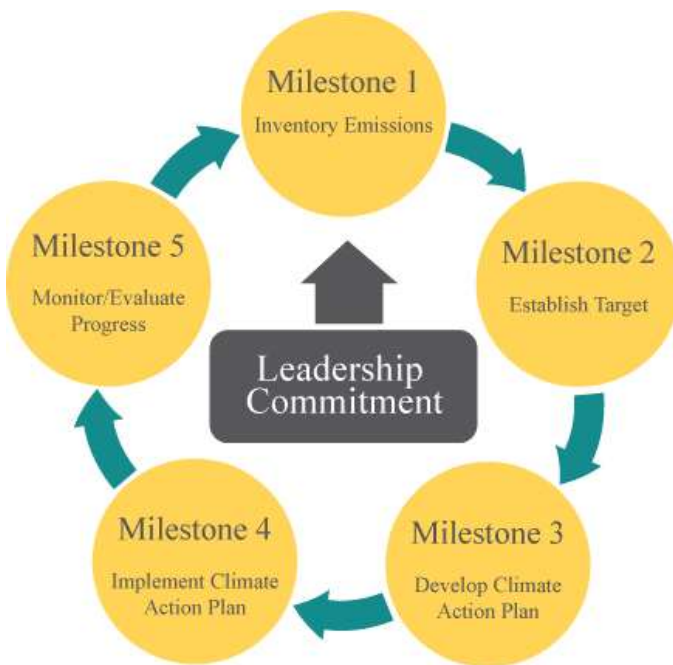 Milestone 1
Inventory Emissions
Milestone 2
Establish Target
Milestone 3
Develop Climate
Action Plan
Milestone 4
Implement Climate
Action Plan
Milestone 5
Monitor/Evaluate
Progress
Leadership
Commitment